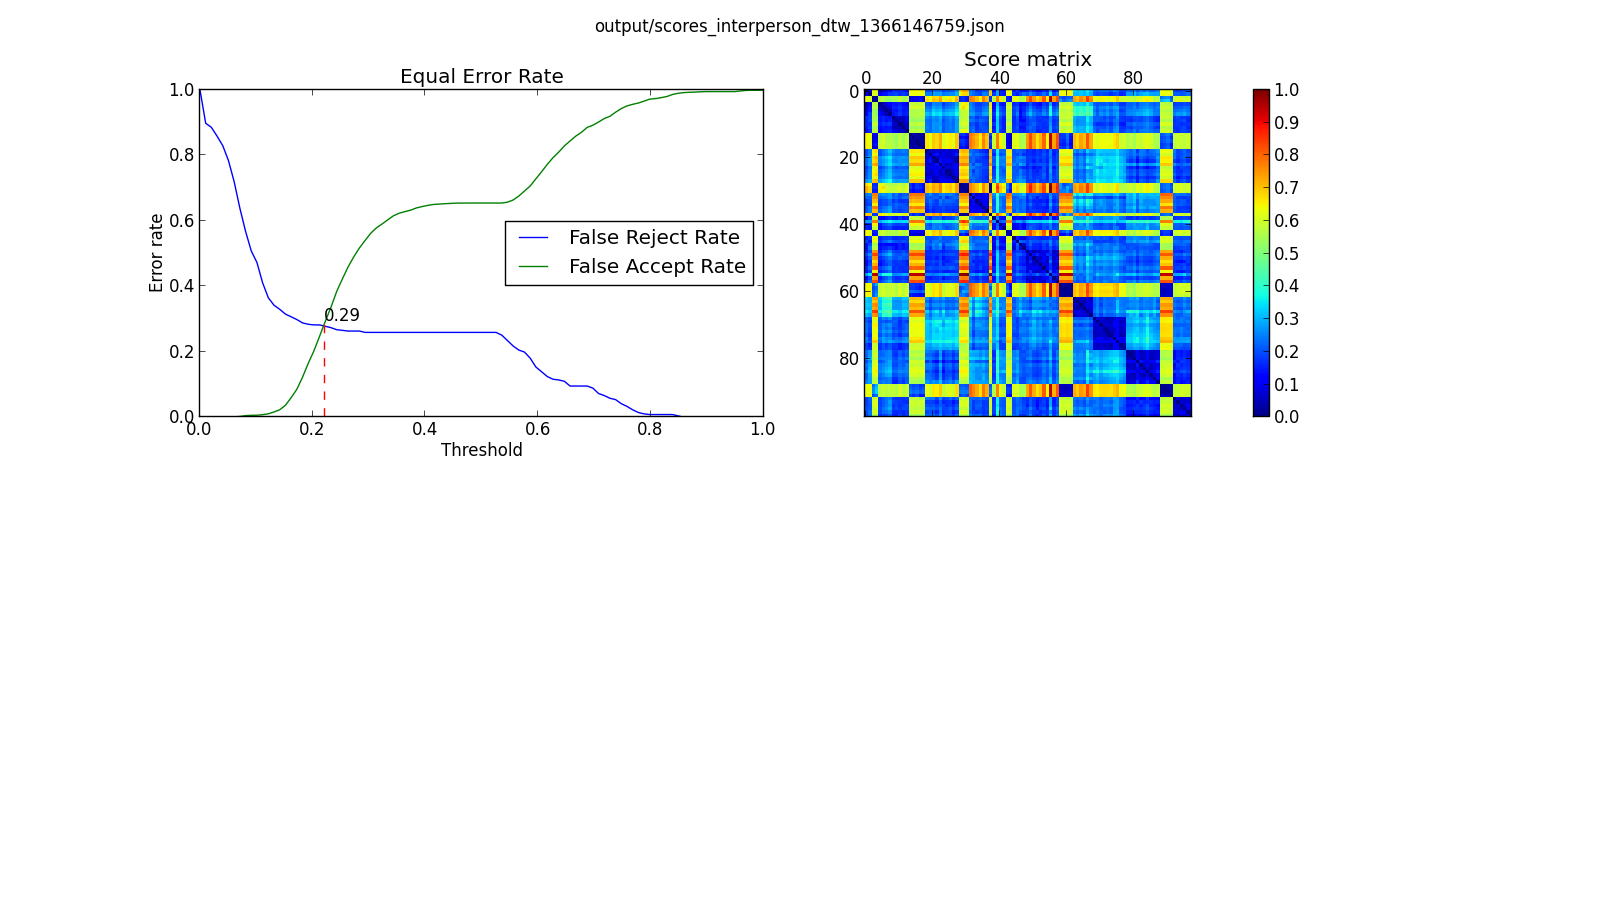 output/scores_interperson_dtw_1366146759.json
Equal Error Rate
1.0
0.8
0.6
0.4
0.2
0.0
Error rate
0.29
False Reject Rate
False Accept Rate
0.0 0.2 0.4 0.6 0.8 1.0
Threshold
Score matrix
0 20 40 60 80
0
20
40
60
80
1.0
0.9
0.8
0.7
0.6
0.5
0.4
0.3
0.2
0.1
0.0